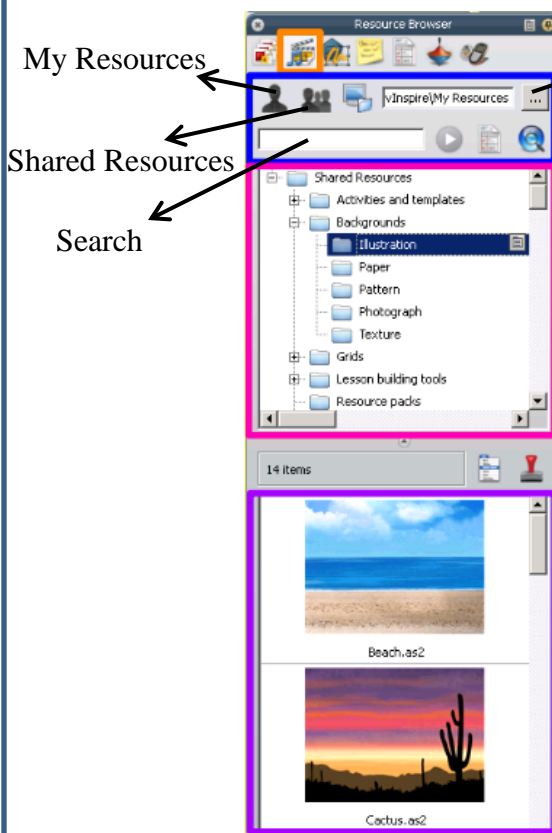 Resource Browser
My Resources
vInspire\My Resources
...
Shared Resources
Search
Shared Resources
Activities and templates
Backgrounds
Illustration
Paper
Pattern
Photograph
Texture
Grids
Lesson building tools
Resource packs
14 items
Beach.as2
Cactus.as2